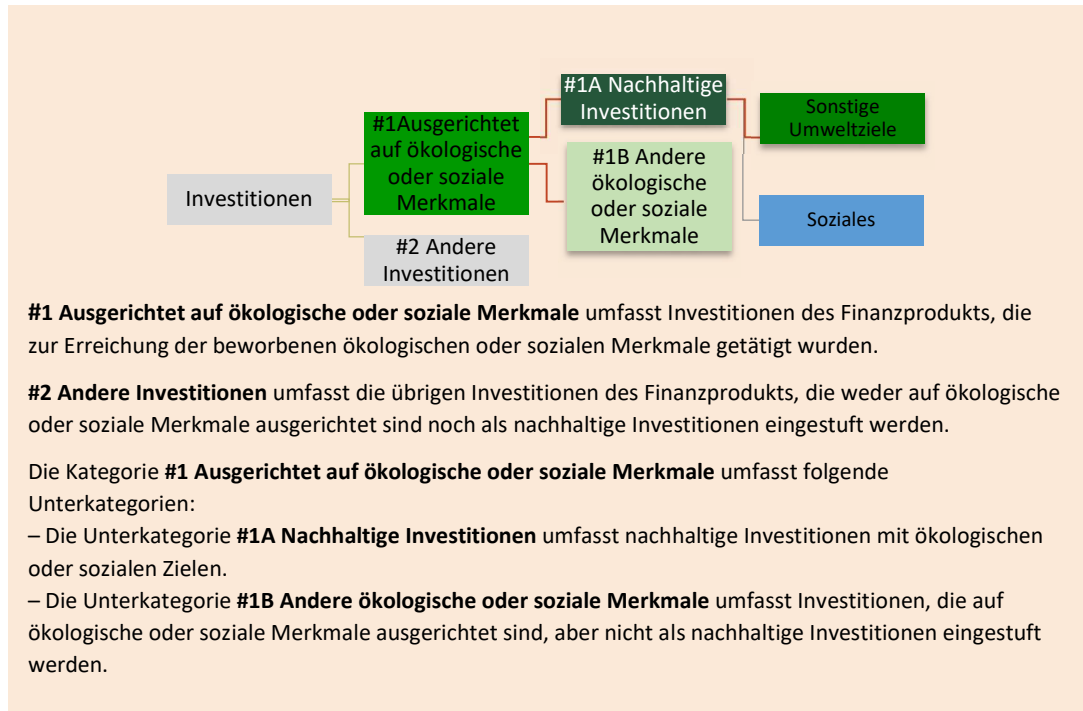 Investitionen
#1Ausgerichtet
auf ökologische
oder soziale
Merkmale
#2 Andere
Investitionen
#1A Nachhaltige
Investitionen
#1B Andere
ökologische
oder soziale
Merkmale
Sonstige
Umweltziele
Soziales
#1 Ausgerichtet auf ökologische oder soziale Merkmale umfasst Investitionen des Finanzprodukts, die
zur Erreichung der beworbenen ökologischen oder sozialen Merkmale getätigt wurden.
#2 Andere Investitionen umfasst die übrigen Investitionen des Finanzprodukts, die weder auf ökologische
oder soziale Merkmale ausgerichtet sind noch als nachhaltige Investitionen eingestuft werden.
Die Kategorie #1 Ausgerichtet auf ökologische oder soziale Merkmale umfasst folgende
Unterkategorien:
– Die Unterkategorie #1A Nachhaltige Investitionen umfasst nachhaltige Investitionen mit ökologischen
oder sozialen Zielen.
– Die Unterkategorie #1B Andere ökologische oder soziale Merkmale umfasst Investitionen, die auf
ökologische oder soziale Merkmale ausgerichtet sind, aber nicht als nachhaltige Investitionen eingestuft
werden.